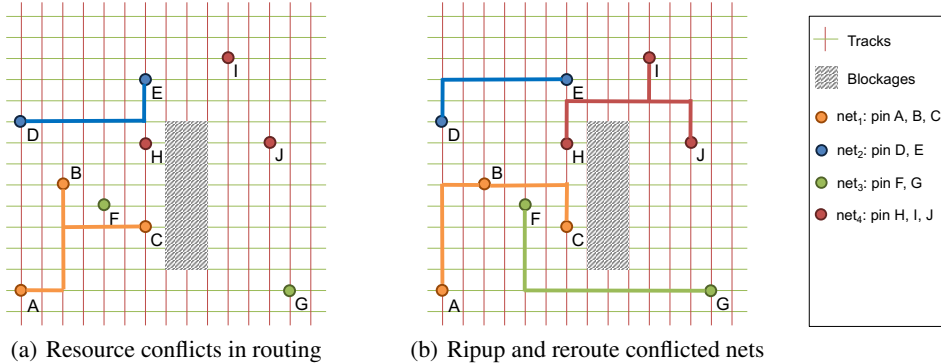 I
E
D
H
J
B
F
C
A
G
(a) Resource conflicts in routing
I
E
D
H
J
B
F
C
A
G
(b) Ripup and reroute conflicted nets
Tracks
Blockages
net₁: pin A, B, C
net₂: pin D, E
net₃: pin F, G
net₄: pin H, I, J